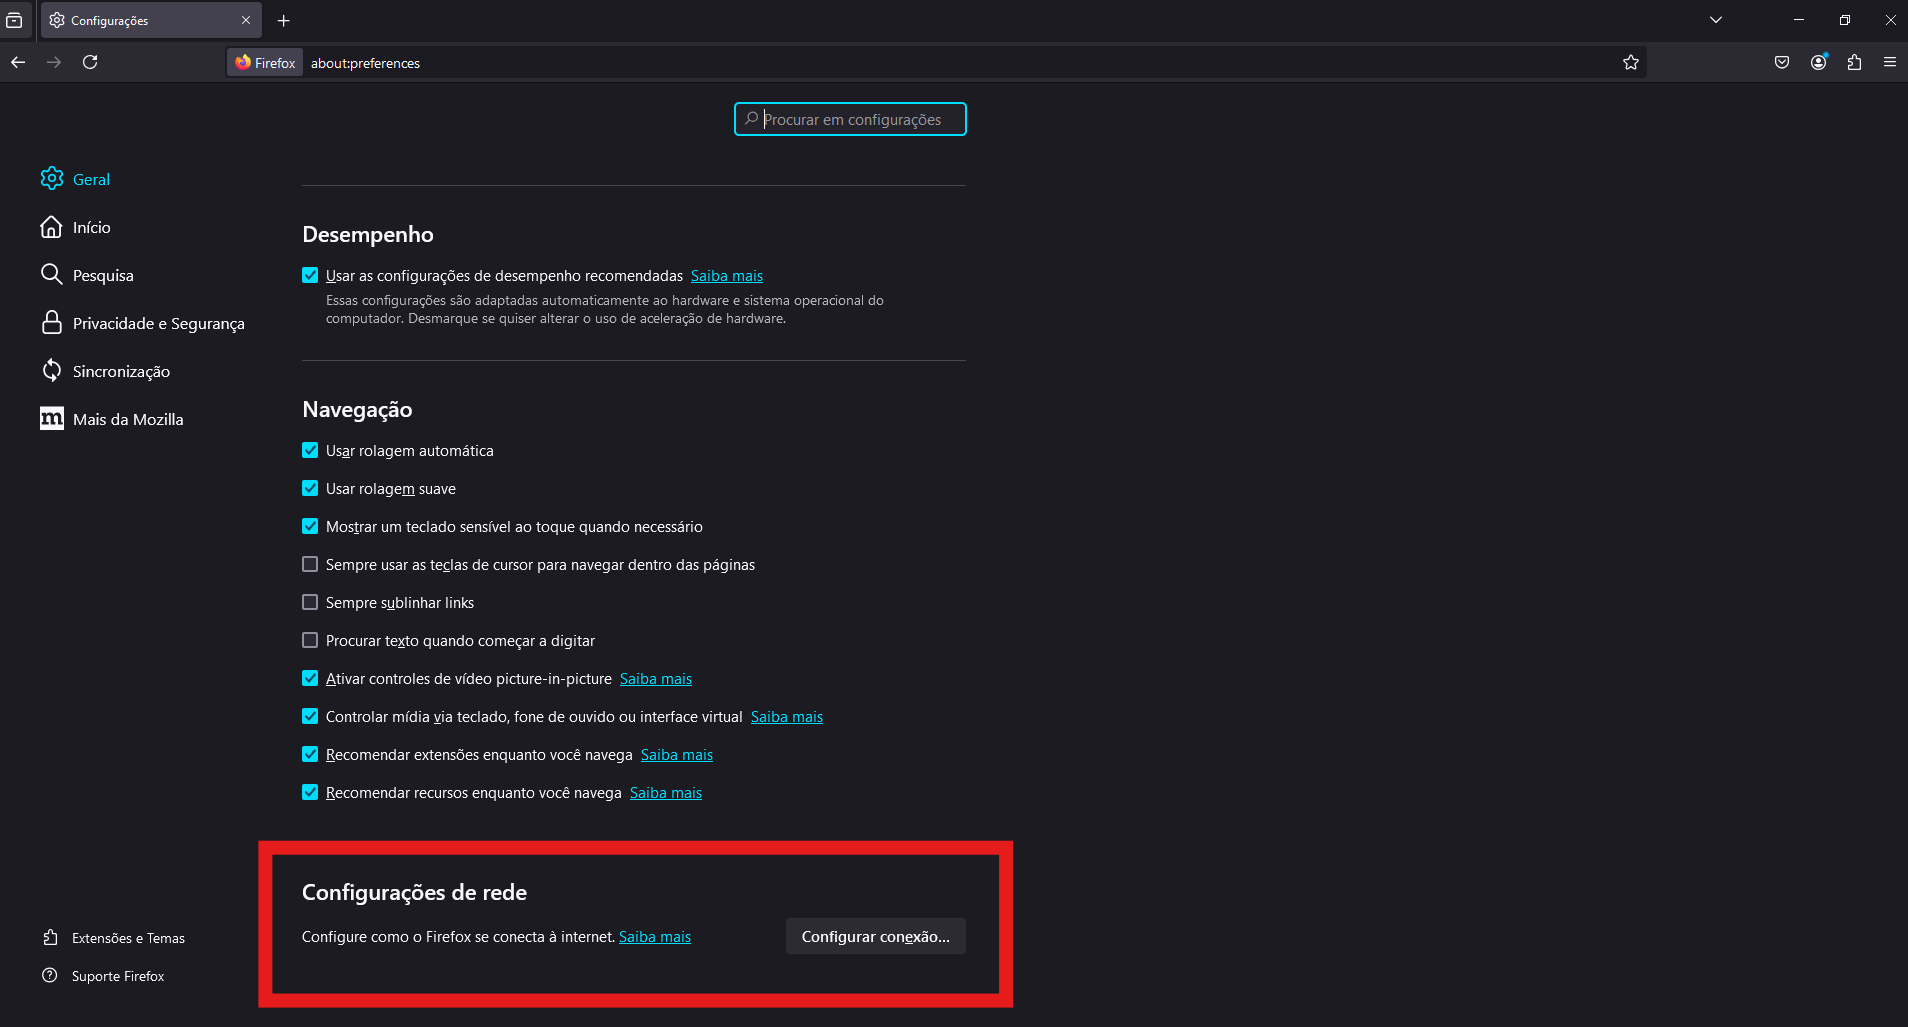 Configurações
Firefox
about:preferences
Procurar em configurações
Geral
Início
Pesquisa
Privacidade e Segurança
Sincronização
m Mais da Mozilla
Extensões e Temas
Suporte Firefox
Desempenho
Usar as configurações de desempenho recomendadas Saiba mais
Essas configurações são adaptadas automaticamente ao hardware e sistema operacional do
computador. Desmarque se quiser alterar o uso de aceleração de hardware.
Navegação
Usar rolagem automática
Usar rolagem suave
Mostrar um teclado sensível ao toque quando necessário
Sempre usar as teclas de cursor para navegar dentro das páginas
Sempre sublinhar links
Procurar texto quando começar a digitar
Ativar controles de vídeo picture-in-picture Saiba mais
Controlar mídia via teclado, fone de ouvido ou interface virtual Saiba mais
Recomendar extensões enquanto você navega Saiba mais
Recomendar recursos enquanto você navega Saiba mais
Configurações de rede
Configure como o Firefox se conecta à internet. Saiba mais
Configurar conexão...